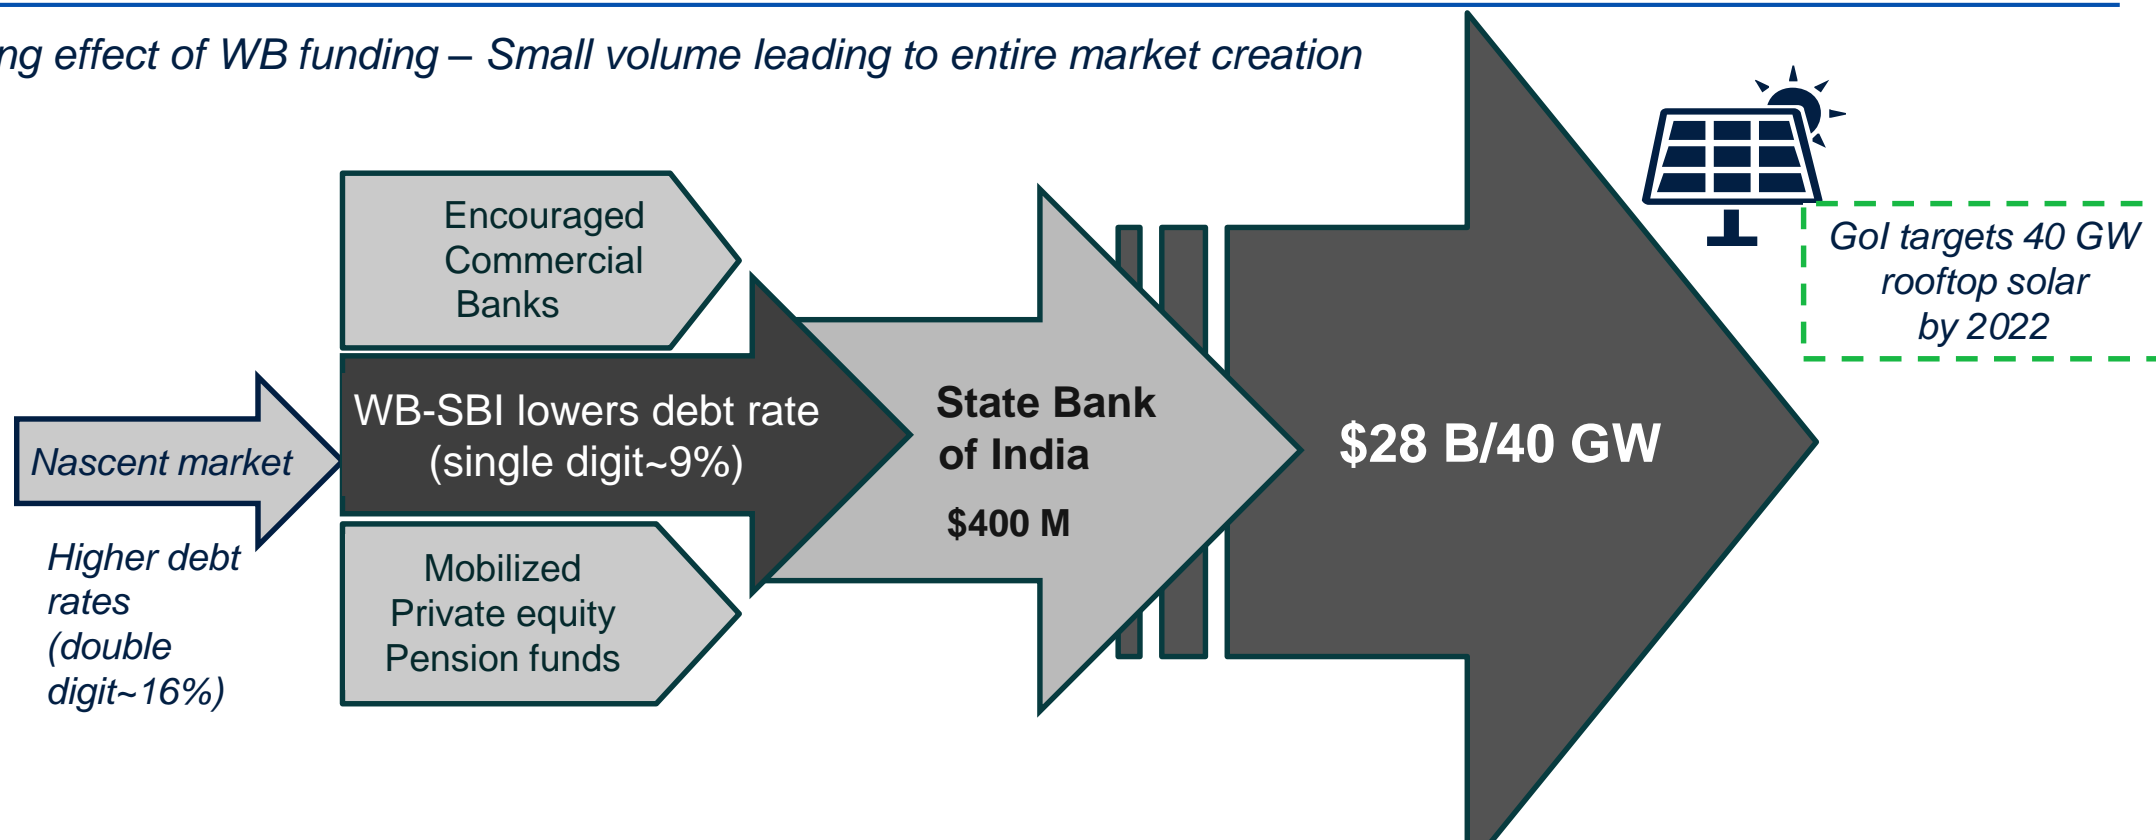 ng effect of WB funding – Small volume leading to entire market creation
Nascent market
Higher debt
rates
(double
digit~16%)
Encouraged
Commercial
Banks
WB-SBI lowers debt rate
(single digit~9%)
Mobilized
Private equity
Pension funds
State Bank
of India
$400 M
$28 B/40 GW
GoI targets 40 GW
rooftop solar
by 2022